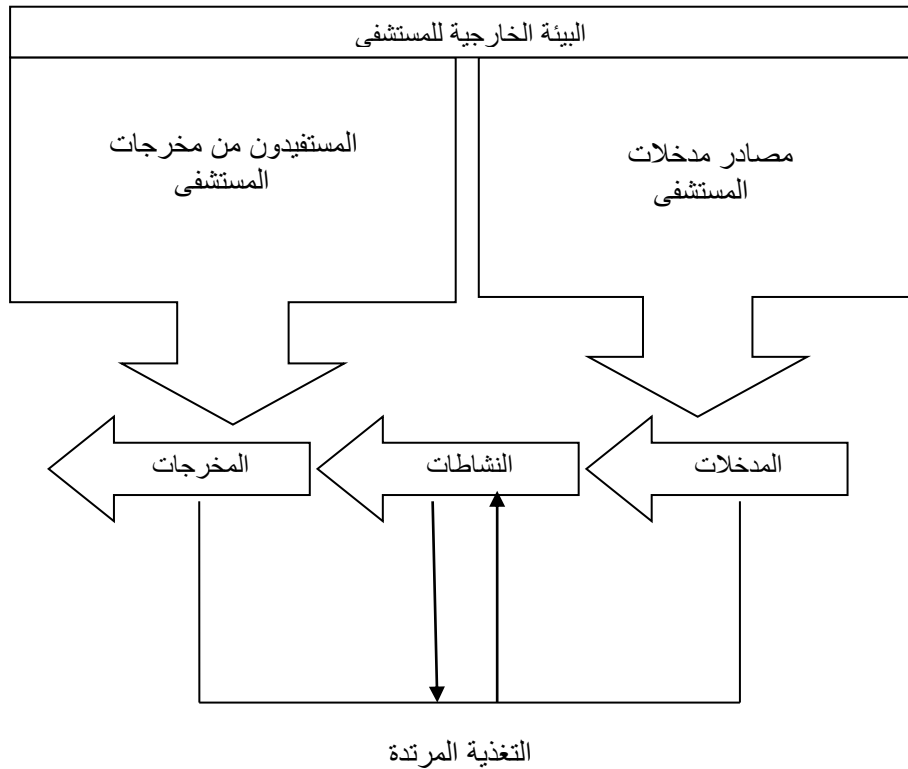 البيئة الخارجية للمستشفى
مصادر مدخلات
المستشفى
المستفيدون من مخرجات
المستشفى
المدخلات
النشاطات
المخرجات
التغذية المرتدة